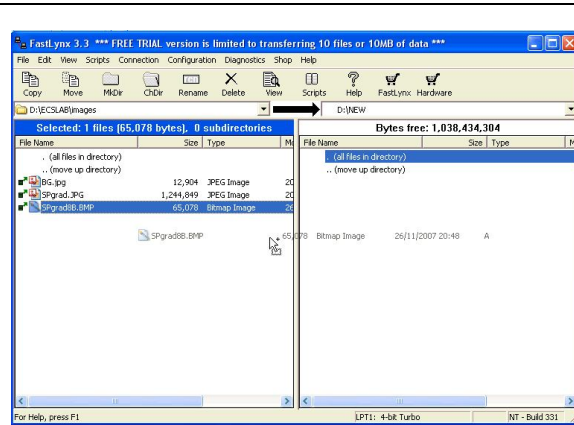 FastLynx 3.3 *** FREE TRIAL version is limited to transferring 10 files or 10MB of data ***
File Edit View Scripts Connection Configuration Diagnostics Shop Help
Copy Move MkDir ChDir Rename Delete View Scripts Help FastLynx Hardware
D:\ECSLAB\images D:\NEW
Selected: 1 files (65,078 bytes), 0 subdirectories Bytes free: 1,038,434,304
File Name Size Type Mo File Name Size Type M
. (all files in directory) . (all files in directory)
.. (move up directory) .. (move up directory)
BG.jpg 12,904 JPEG Image 20
SPgrad.JPG 1,244,849 JPEG Image 20
SPgrad8B.BMP 65,078 Bitmap Image 26
SPgrad8B.BMP 65,078 Bitmap Image 26/11/2007 20:48 A
For Help, press F1 LPT1: 4-bit Turbo NT - Build 331